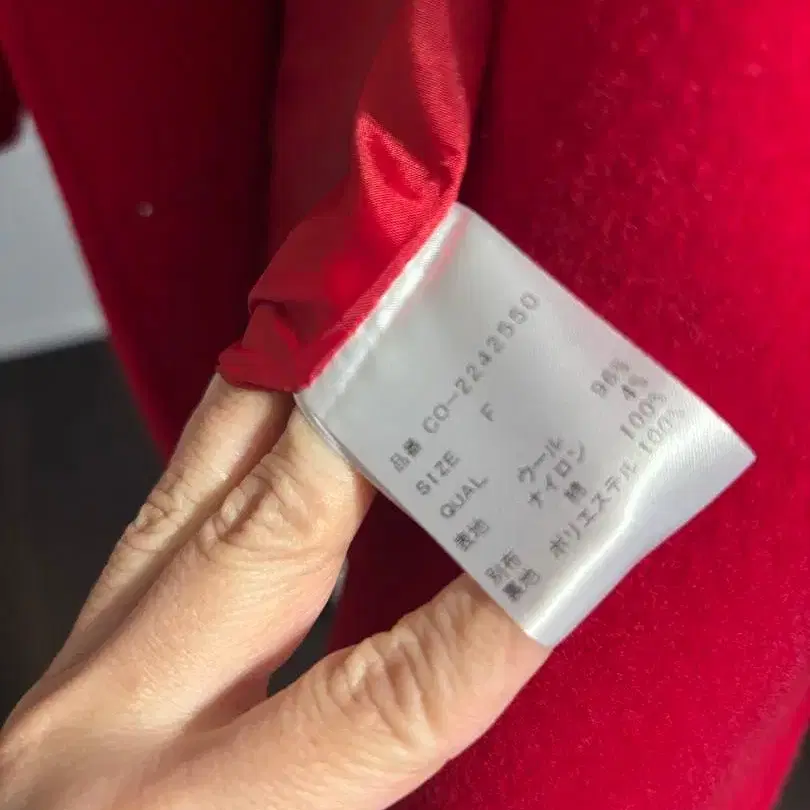 品番 CO-2242550
SIZE F
QUAL
表地 ウール 96%
ナイロン 4%
別布 綿 100%
裏地 ポリエステル 100%